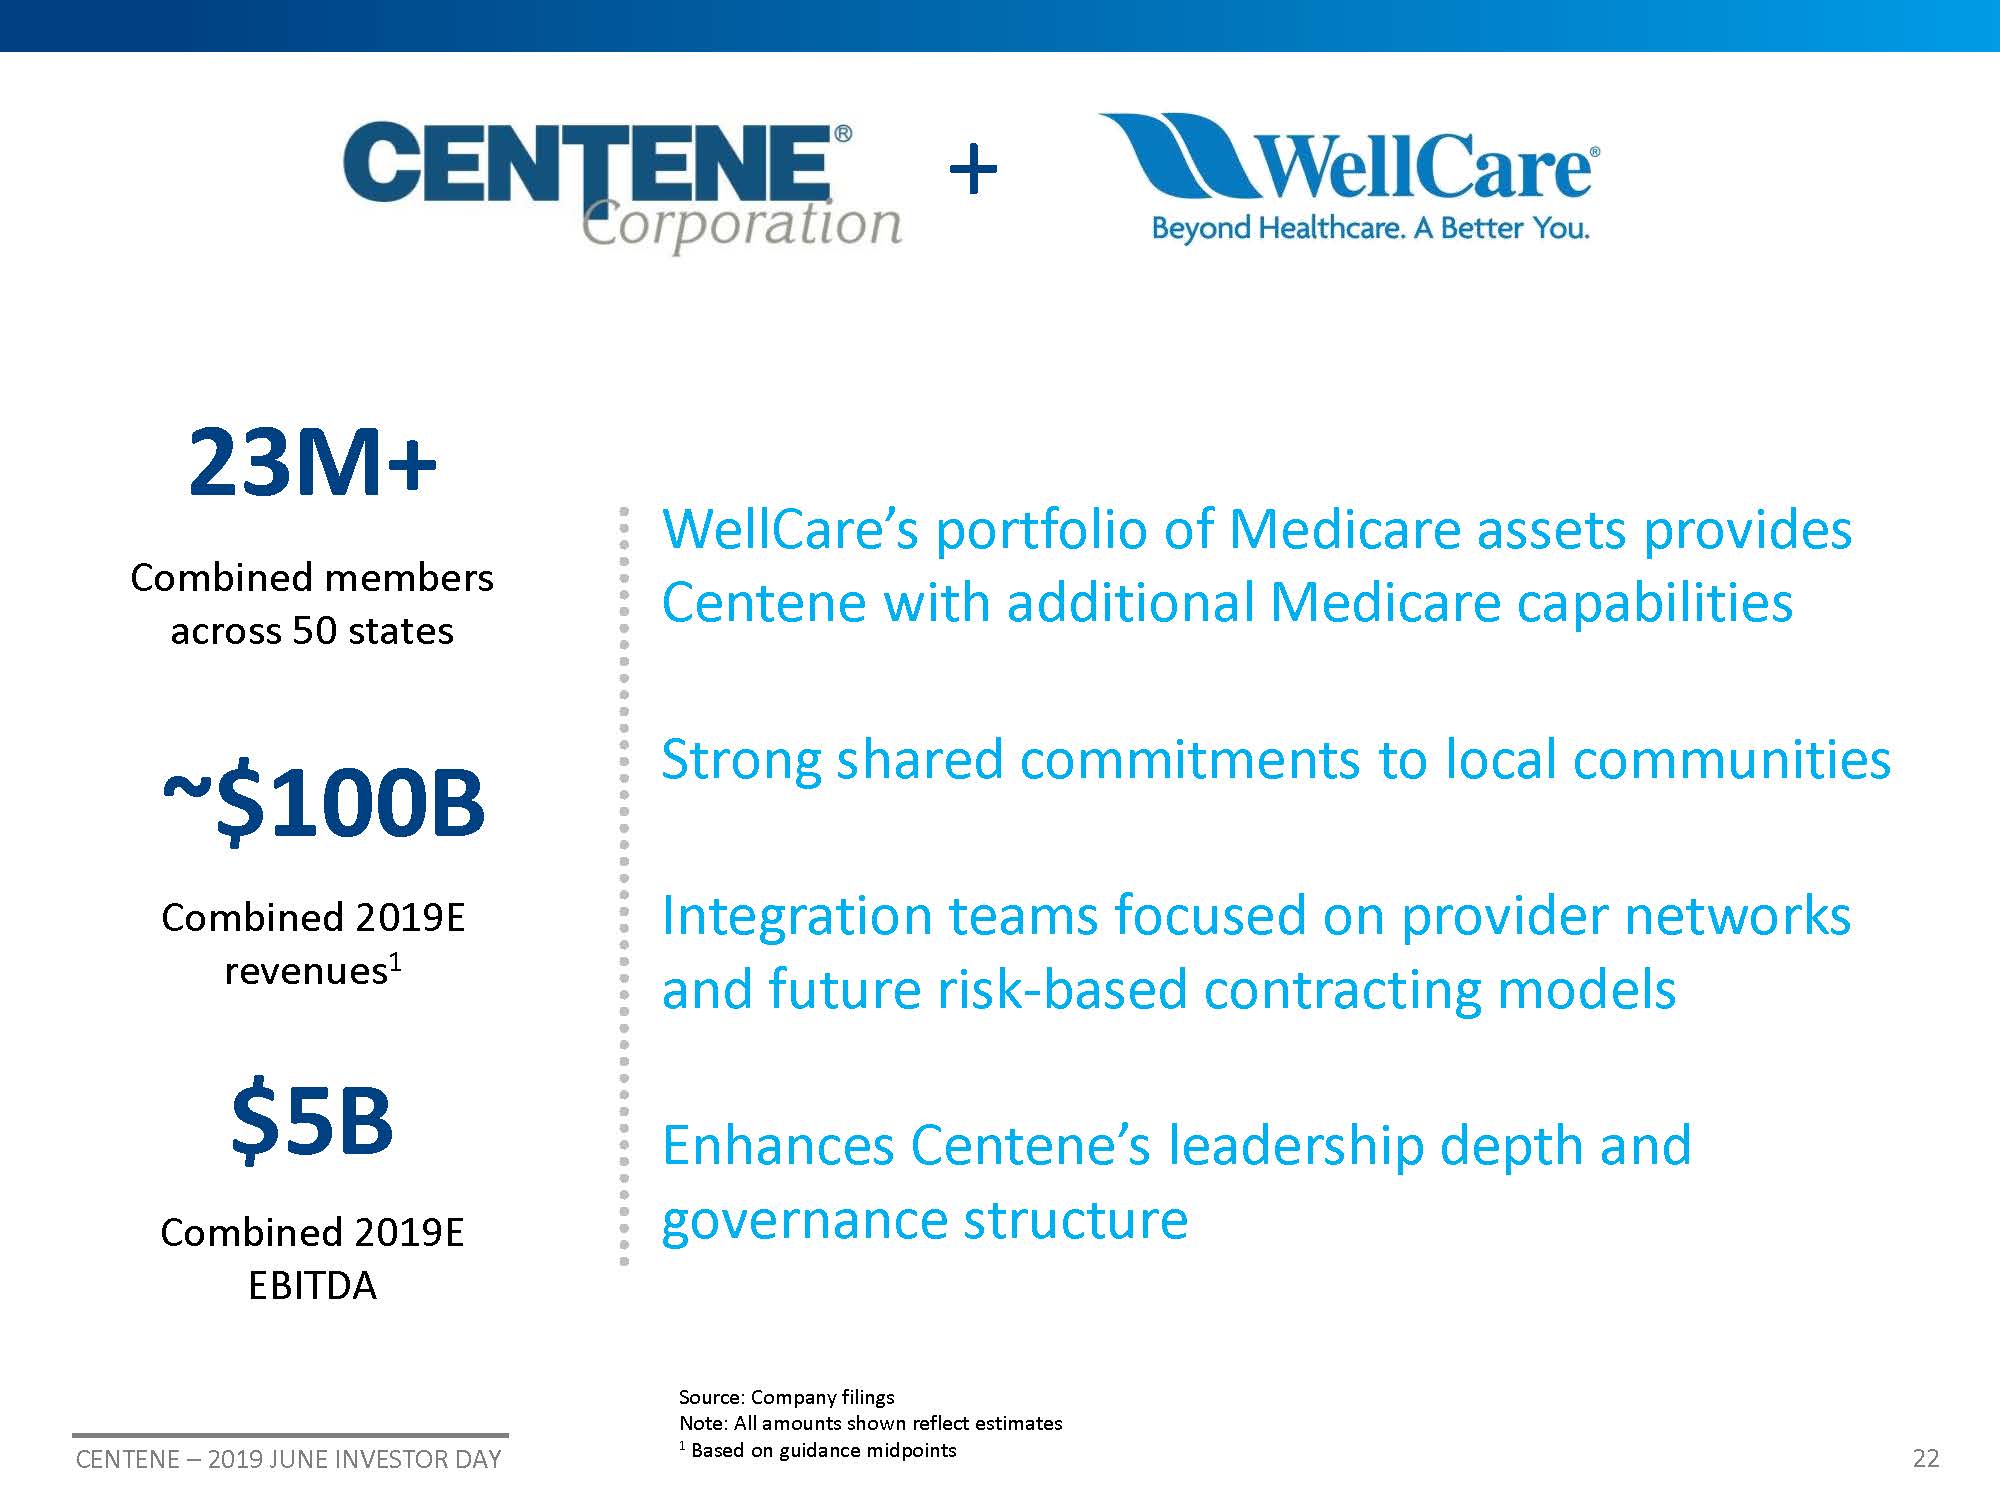 CENTENE®
Corporation
+
WellCare®
Beyond Healthcare. A Better You.
23M+
Combined members
across 50 states
~$100B
Combined 2019E
revenues¹
$5B
Combined 2019E
EBITDA
WellCare’s portfolio of Medicare assets provides
Centene with additional Medicare capabilities
Strong shared commitments to local communities
Integration teams focused on provider networks
and future risk-based contracting models
Enhances Centene’s leadership depth and
governance structure
Source: Company filings
Note: All amounts shown reflect estimates
¹ Based on guidance midpoints
CENTENE – 2019 JUNE INVESTOR DAY
22